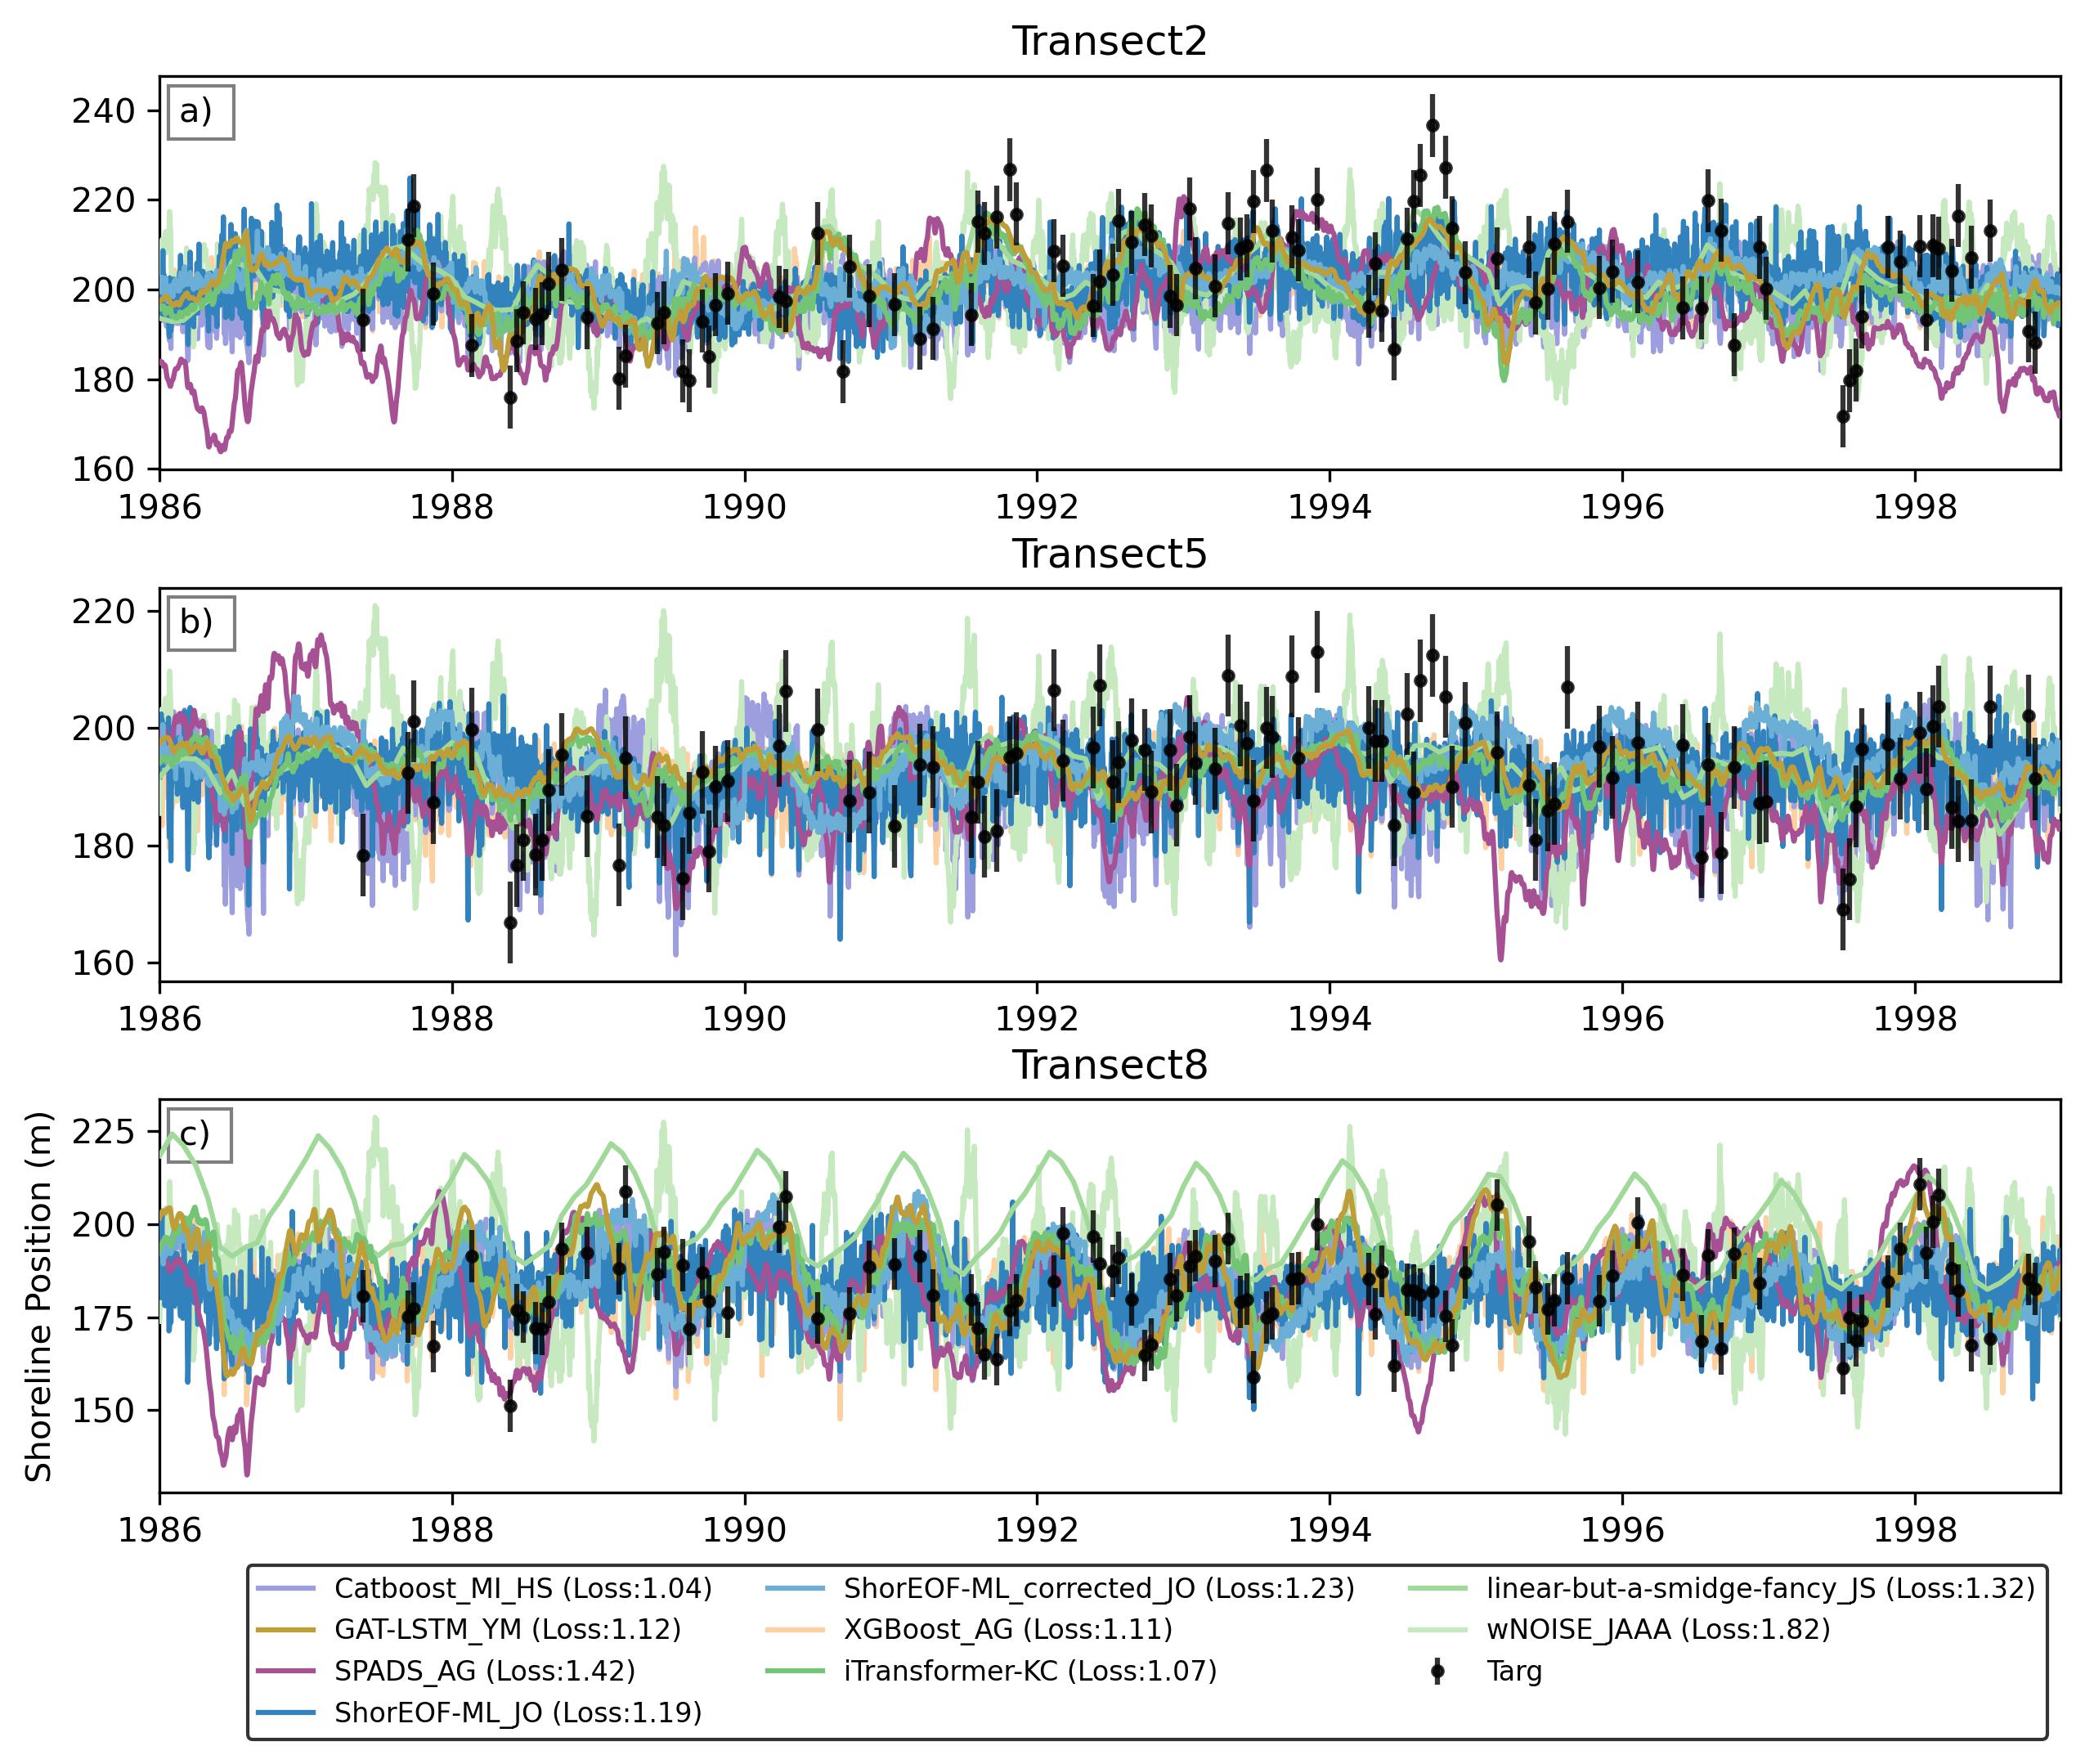 Transect2
a)
240
220
200
180
160
1986 1988 1990 1992 1994 1996 1998
Transect5
b)
220
200
180
160
1986 1988 1990 1992 1994 1996 1998
Transect8
c)
Shoreline Position (m)
225
200
175
150
1986 1988 1990 1992 1994 1996 1998
Catboost_MI_HS (Loss:1.04)
GAT-LSTM_YM (Loss:1.12)
SPADS_AG (Loss:1.42)
ShorEOF-ML_JO (Loss:1.19)
ShorEOF-ML_corrected_JO (Loss:1.23)
XGBoost_AG (Loss:1.11)
iTransformer-KC (Loss:1.07)
linear-but-a-smidge-fancy_JS (Loss:1.32)
wNOISE_JAAA (Loss:1.82)
Targ